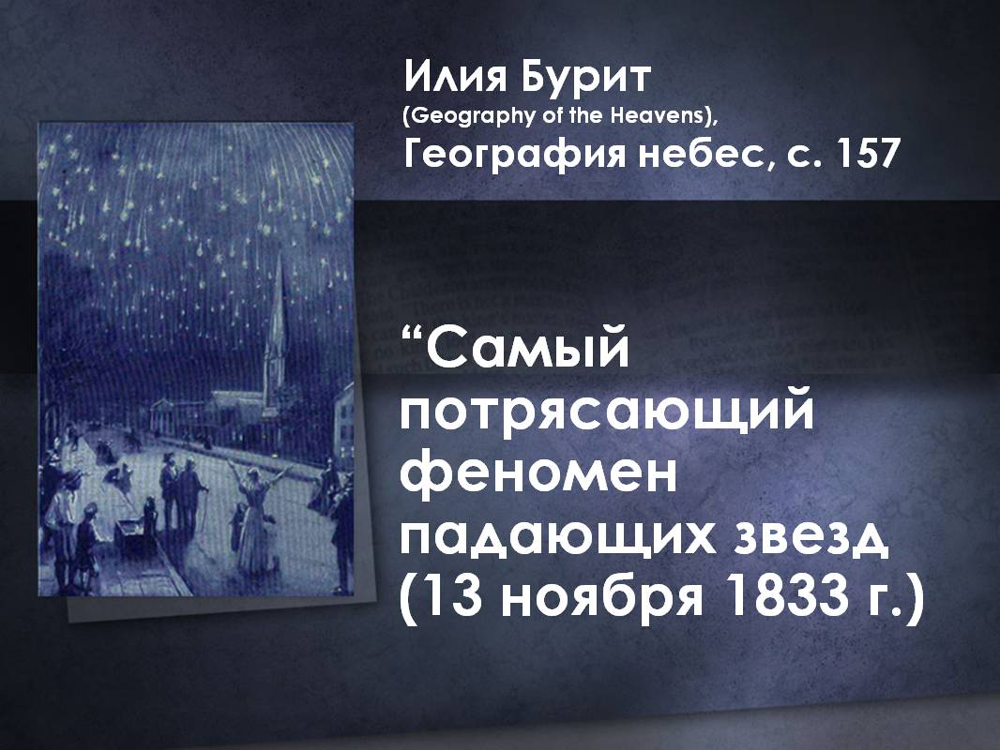 Илия Бурит
(Geography of the Heavens),
География небес, с. 157
“Самый
потрясающий
феномен
падающих звезд
(13 ноября 1833 г.)